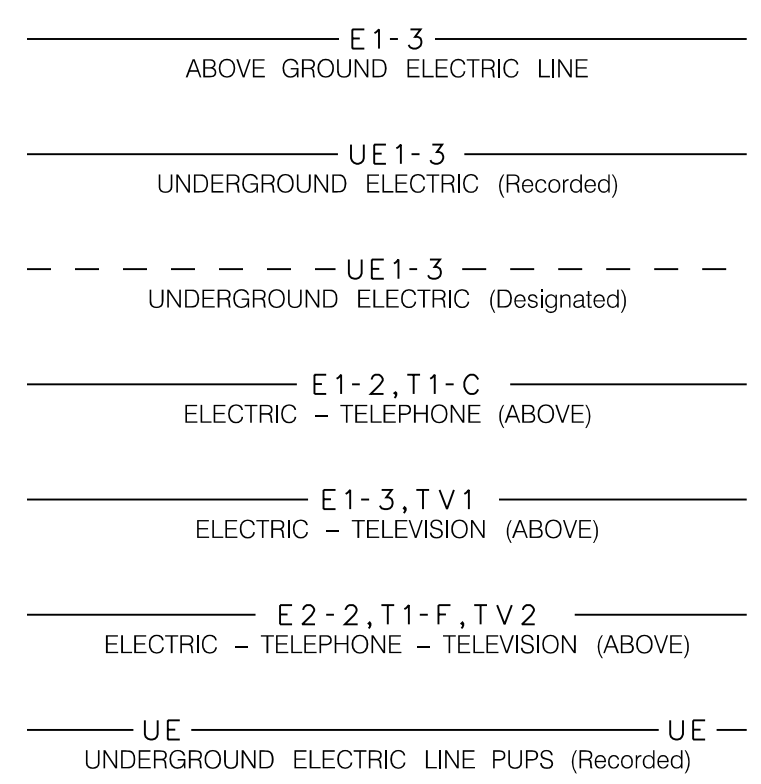 E1-3
ABOVE GROUND ELECTRIC LINE
UE1-3
UNDERGROUND ELECTRIC (Recorded)
UE1-3
UNDERGROUND ELECTRIC (Designated)
E1-2,T1-C
ELECTRIC – TELEPHONE (ABOVE)
E1-3,TV1
ELECTRIC – TELEVISION (ABOVE)
E2-2,T1-F,TV2
ELECTRIC – TELEPHONE – TELEVISION (ABOVE)
UE UE
UNDERGROUND ELECTRIC LINE PUPS (Recorded)